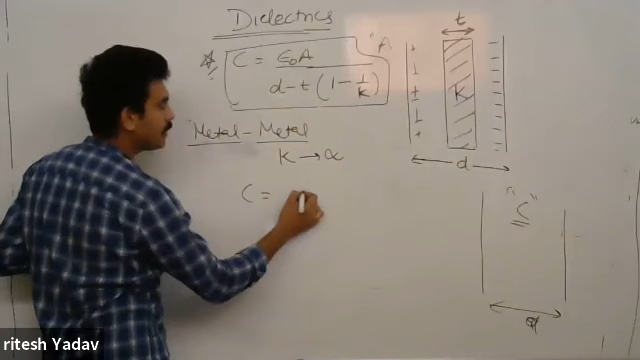 Dielectrics
C = ε₀A
d-t(1-1/K)
"A
t
K
d
Metal - Metal
K → ∝
C =
"C"
d
ritesh Yadav